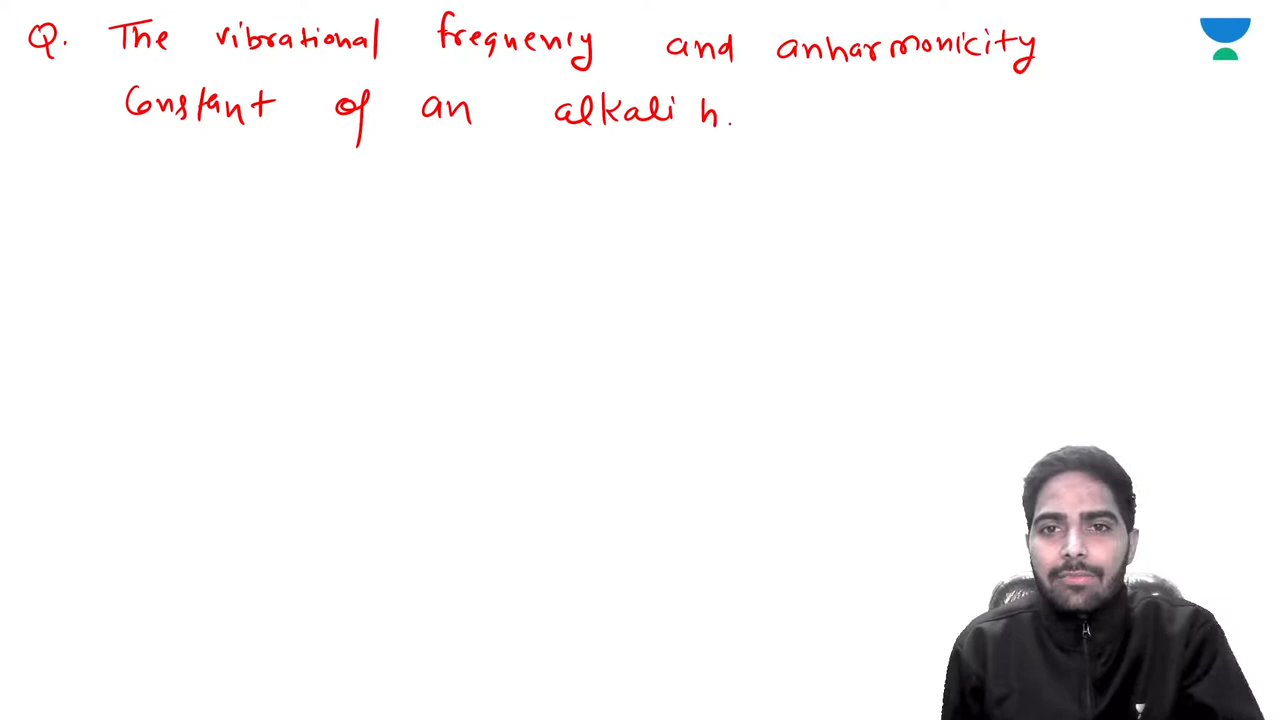 Q. The vibrational frequency and anharmonicity
Constant of an alkali h.